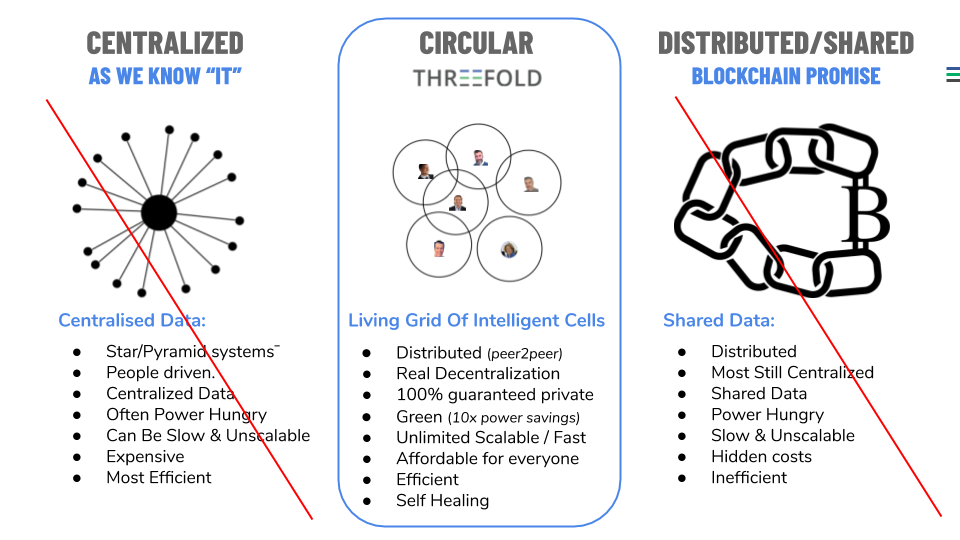 CENTRALIZED
AS WE KNOW “IT”
Centralised Data:
● Star/Pyramid systems¯
● People driven.
● Centralized Data
● Often Power Hungry
● Can Be Slow & Unscalable
● Expensive
● Most Efficient
CIRCULAR
THREEFOLD
Living Grid Of Intelligent Cells
● Distributed (peer2peer)
● Real Decentralization
● 100% guaranteed private
● Green (10x power savings)
● Unlimited Scalable / Fast
● Affordable for everyone
● Efficient
● Self Healing
DISTRIBUTED/SHARED
BLOCKCHAIN PROMISE
B
Shared Data:
● Distributed
● Most Still Centralized
● Shared Data
● Power Hungry
● Slow & Unscalable
● Hidden costs
● Inefficient